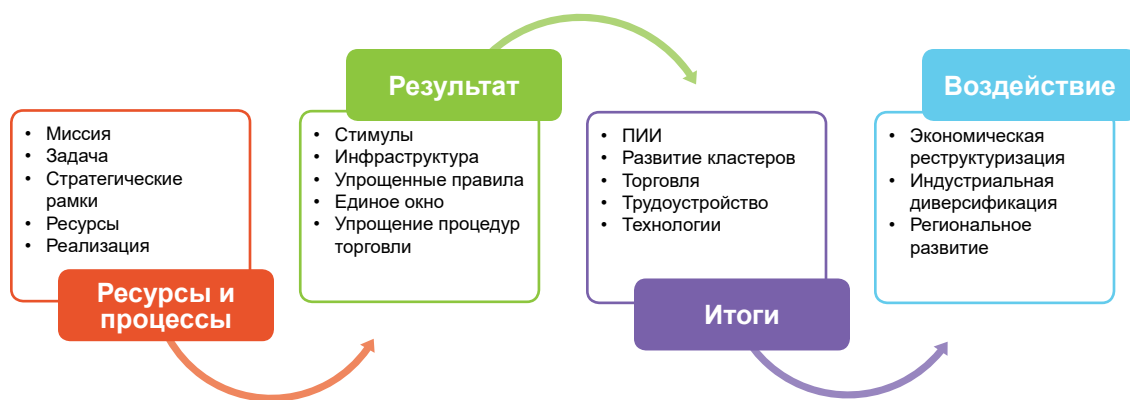 • Миссия
• Задача
• Стратегические
рамки
• Ресурсы
• Реализация
Ресурсы и
процессы
Результат
• Стимулы
• Инфраструктура
• Упрощенные правила
• Единое окно
• Упрощение процедур
торговли
• ПИИ
• Развитие кластеров
• Торговля
• Трудоустройство
• Технологии
Итоги
Воздействие
• Экономическая
реструктуризация
• Индустриальная
диверсификация
• Региональное
развитие